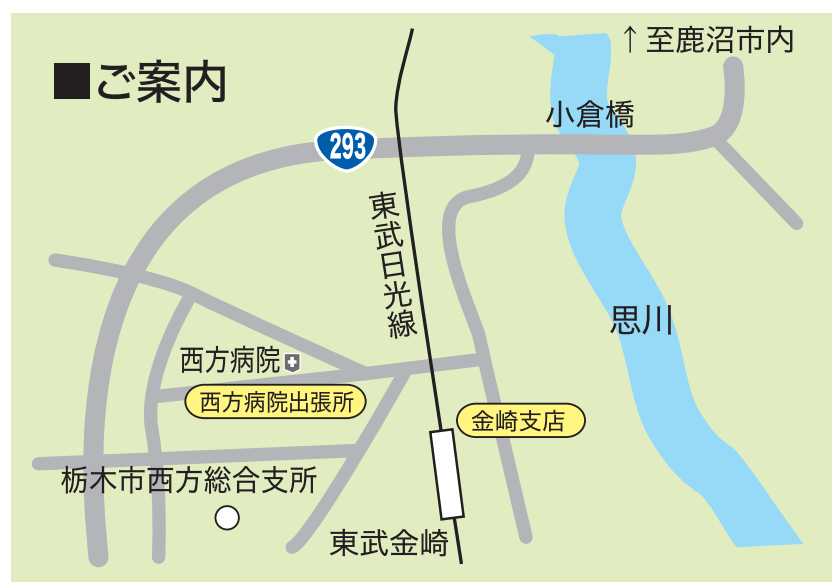 ↑至鹿沼市内
■ご案内
小倉橋
293
東武日光線
思川
西方病院
西方病院出張所
金崎支店
栃木市西方総合支所
東武金崎